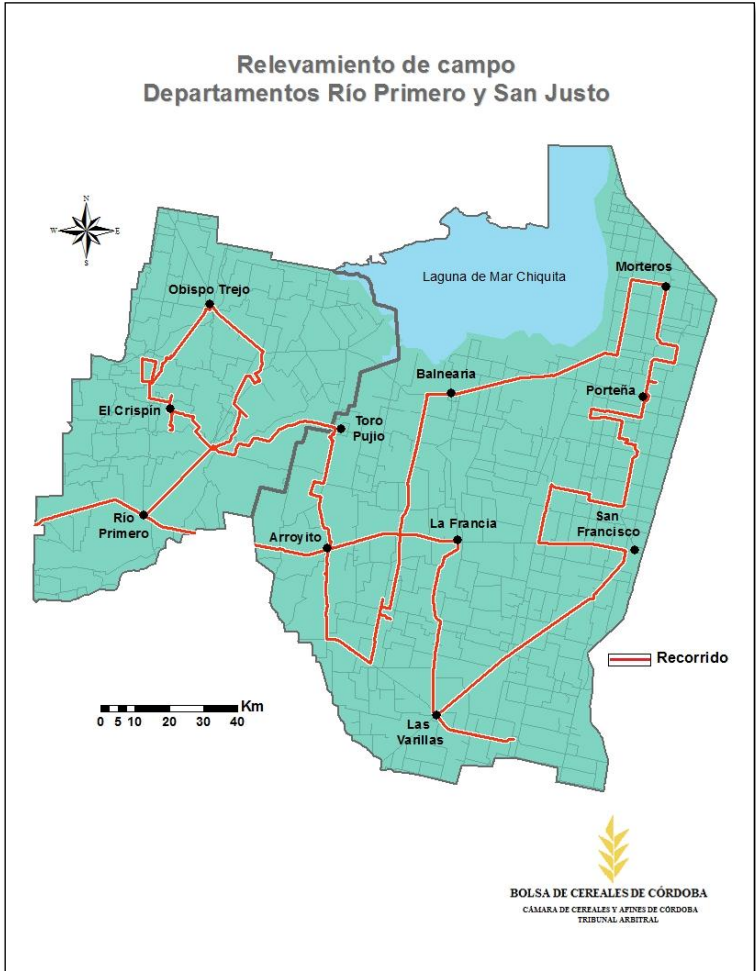 Relevamiento de campo
Departamentos Río Primero y San Justo
N
W
E
S
Laguna de Mar Chiquita
Morteros
Obispo Trejo
Balnearia
Porteña
El Crispín
Toro
Pujio
Río
Primero
La Francia
San
Francisco
Arroyito
Recorrido
Km
0 5 10 20 30 40
Las
Varillas
BOLSA DE CEREALES DE CÓRDOBA
CÁMARA DE CEREALES Y AFINES DE CÓRDOBA
TRIBUNAL ARBITRAL